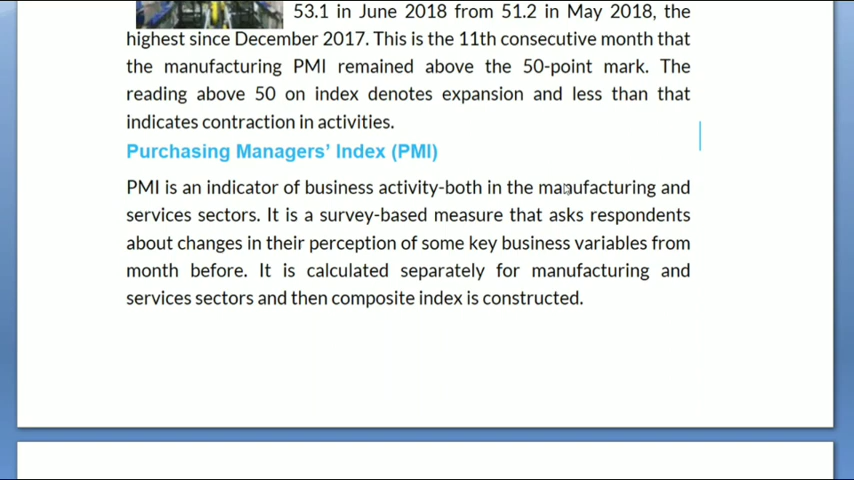 53.1 in June 2018 from 51.2 in May 2018, the
highest since December 2017. This is the 11th consecutive month that
the manufacturing PMI remained above the 50-point mark. The
reading above 50 on index denotes expansion and less than that
indicates contraction in activities.
Purchasing Managers’ Index (PMI)
PMI is an indicator of business activity-both in the manufacturing and
services sectors. It is a survey-based measure that asks respondents
about changes in their perception of some key business variables from
month before. It is calculated separately for manufacturing and
services sectors and then composite index is constructed.